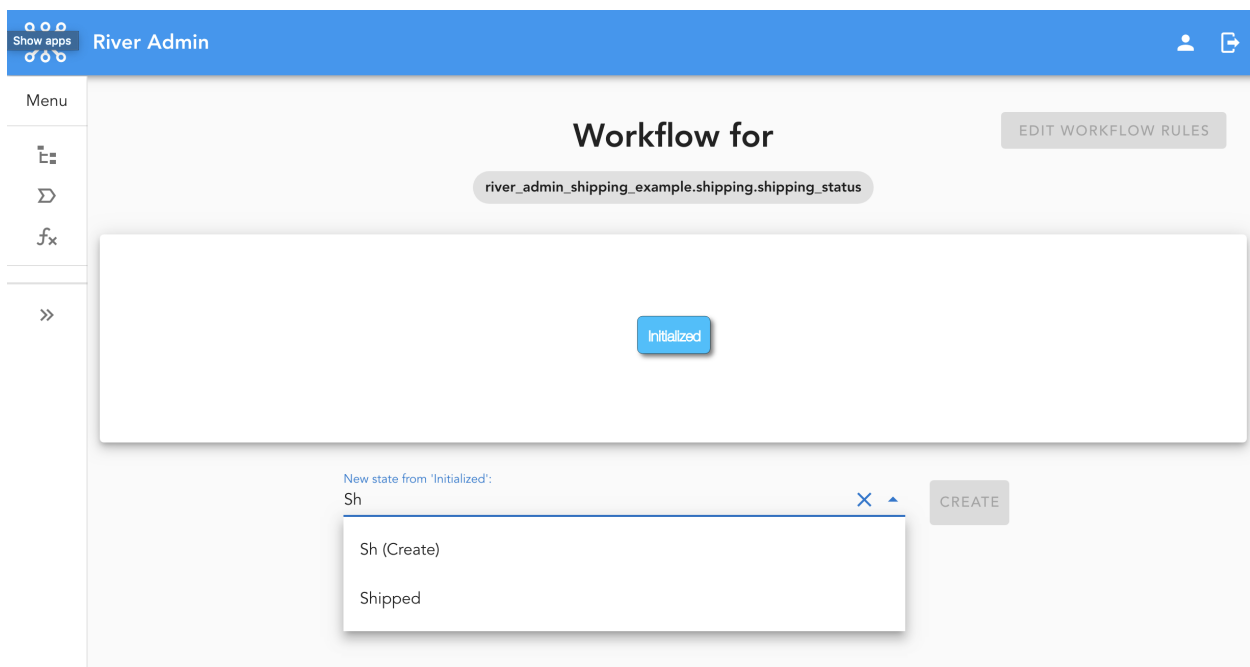 Show apps
River Admin
Menu
Workflow for
EDIT WORKFLOW RULES
river_admin_shipping_example.shipping.shipping_status
fx
Initialized
New state from 'Initialized':
Sh
CREATE
Sh (Create)
Shipped